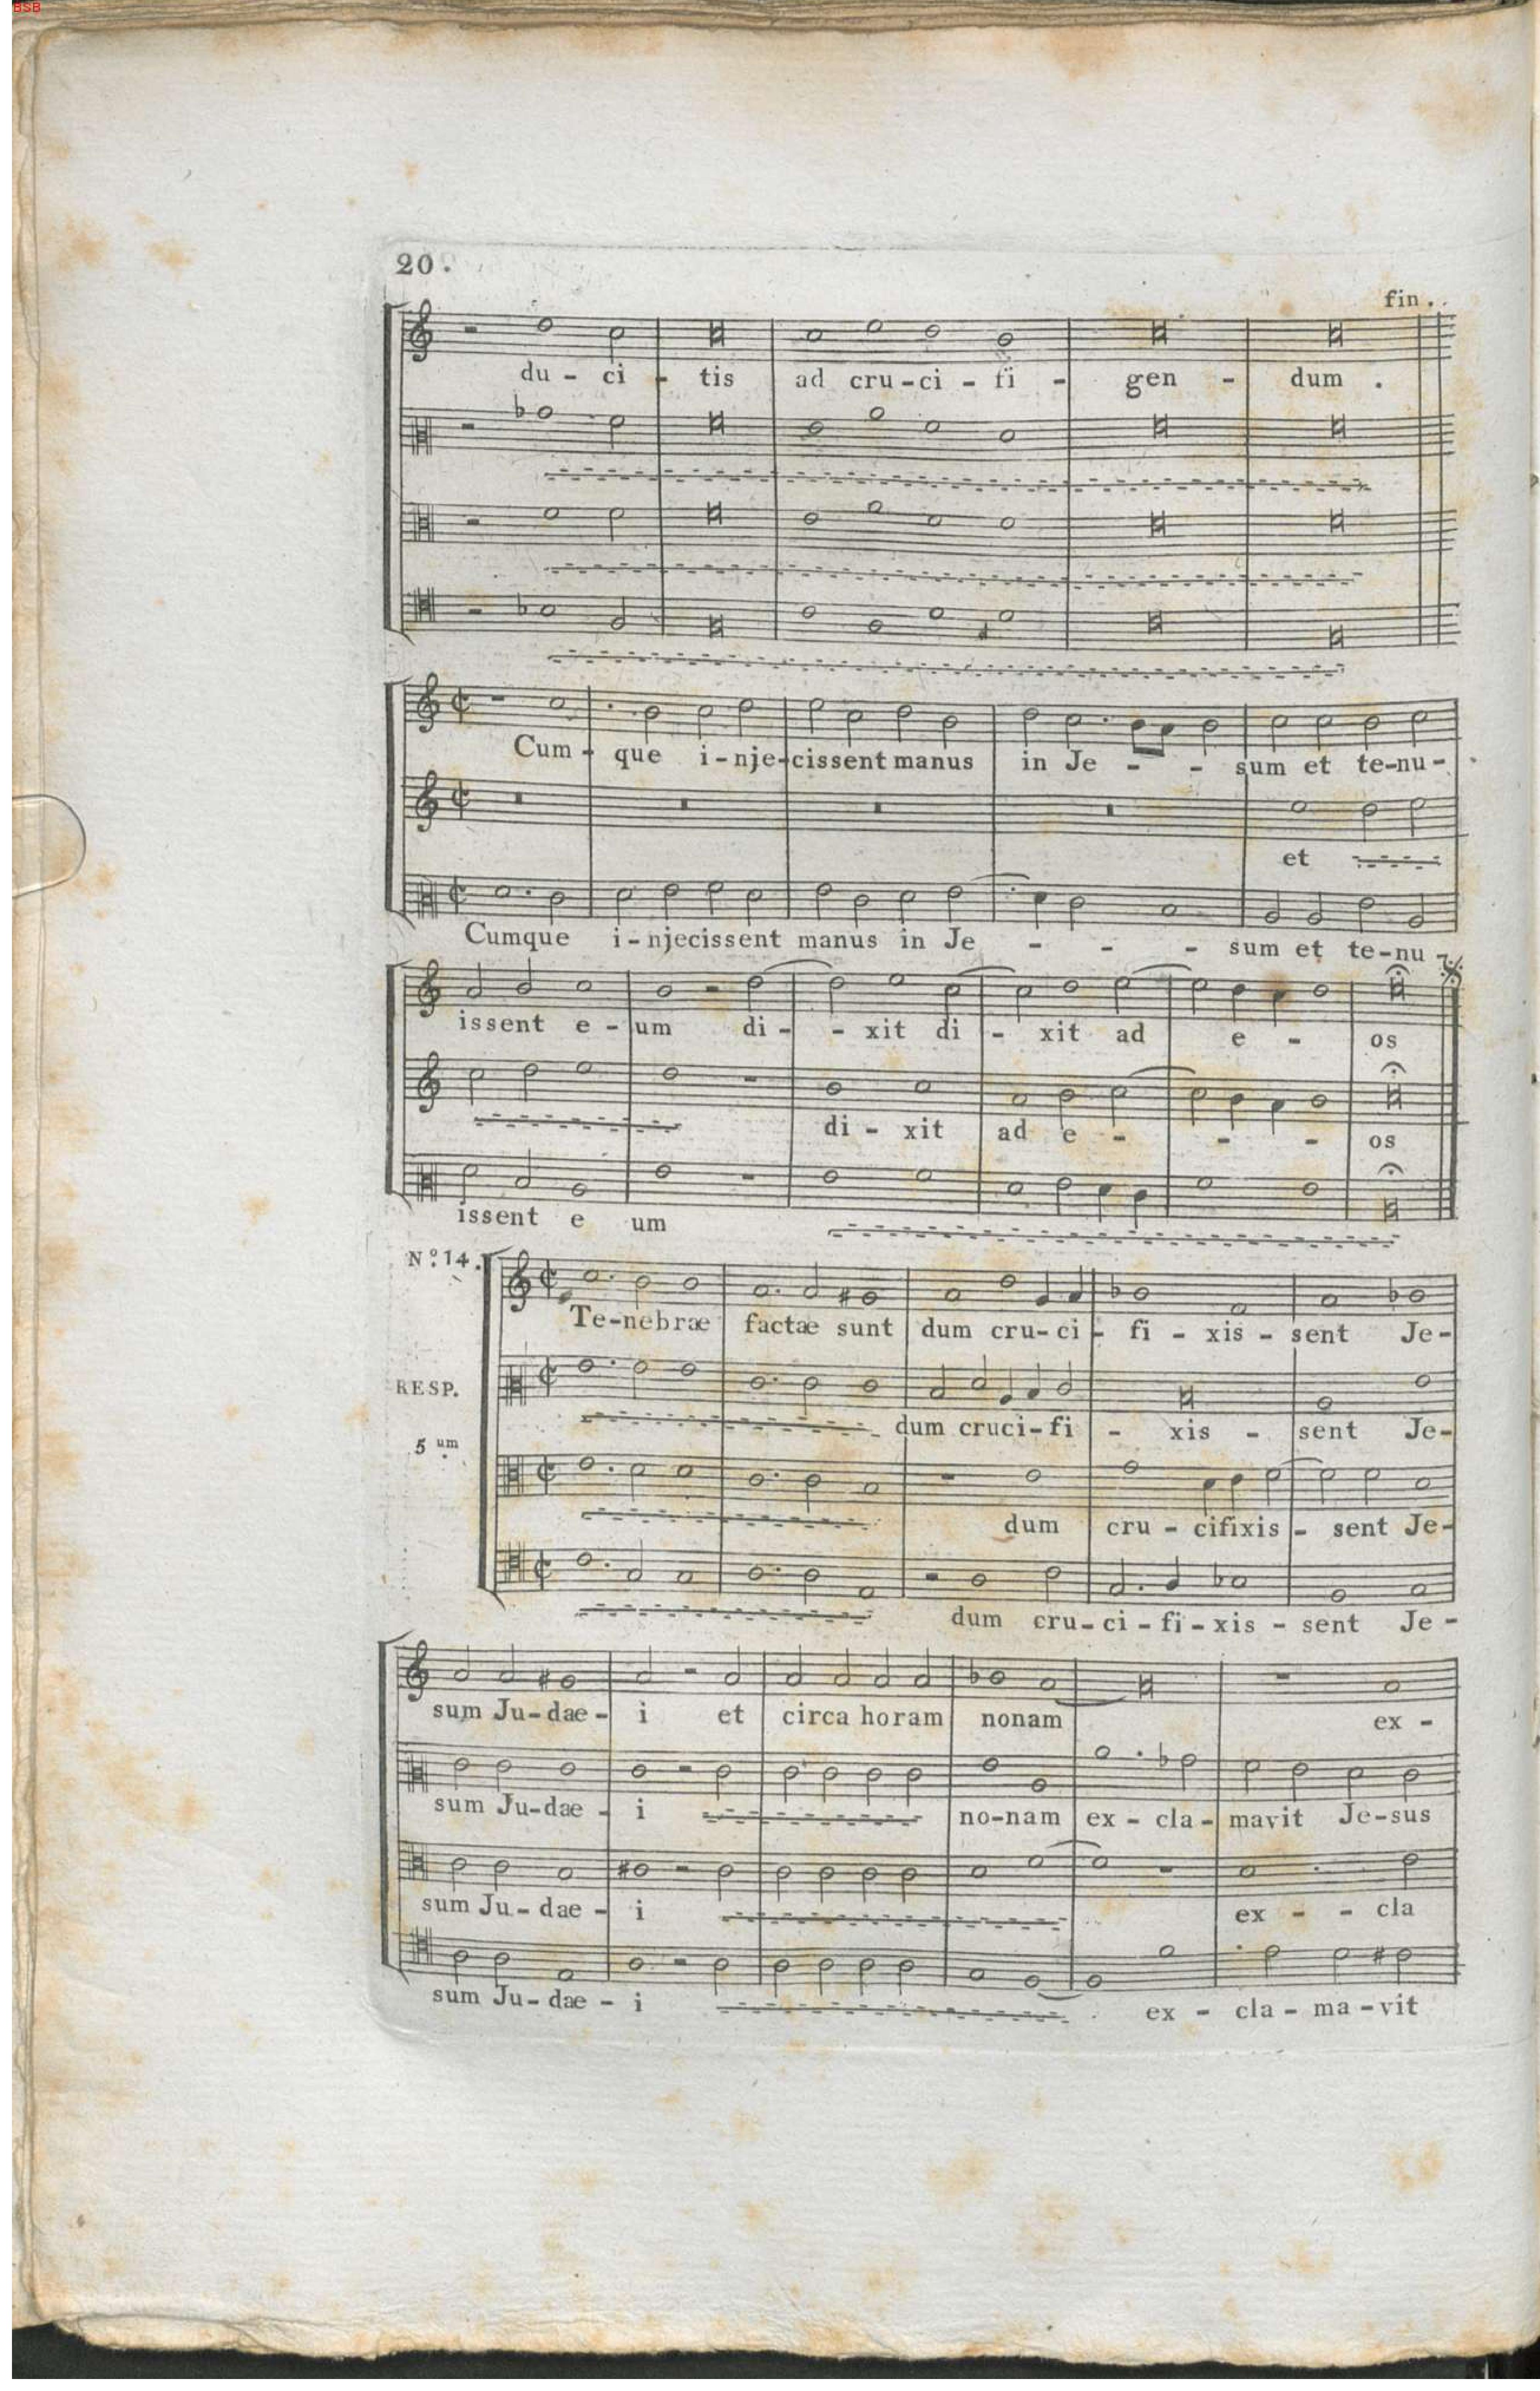 BSB
20.
fin.
du - ci - tis ad cru - ci - fi - gen - dum .
Cum - que i - nje - cissent manus in Je - - sum et te-nu -
et
Cumque i - njecissent manus in Je - - - sum et te-nu
issent e - um di - - xit di - xit ad e - os
di - xit ad e - - - os
issent e um
Nº. 14.
Te-nebræ factae sunt dum cru-ci - fi - xis - sent Je-
RESP.
dum cruci-fi - xis - sent Je-
5 um
dum cru - cifixis - sent Je-
dum cru-ci-fi-xis - sent Je -
sum Ju-dae - i et circa horam nonam ex -
sum Ju-dae - i no-nam ex - cla - mavit Je-sus
sum Ju - dae - i ex - - cla
sum Ju - dae - i ex - cla - ma - vit